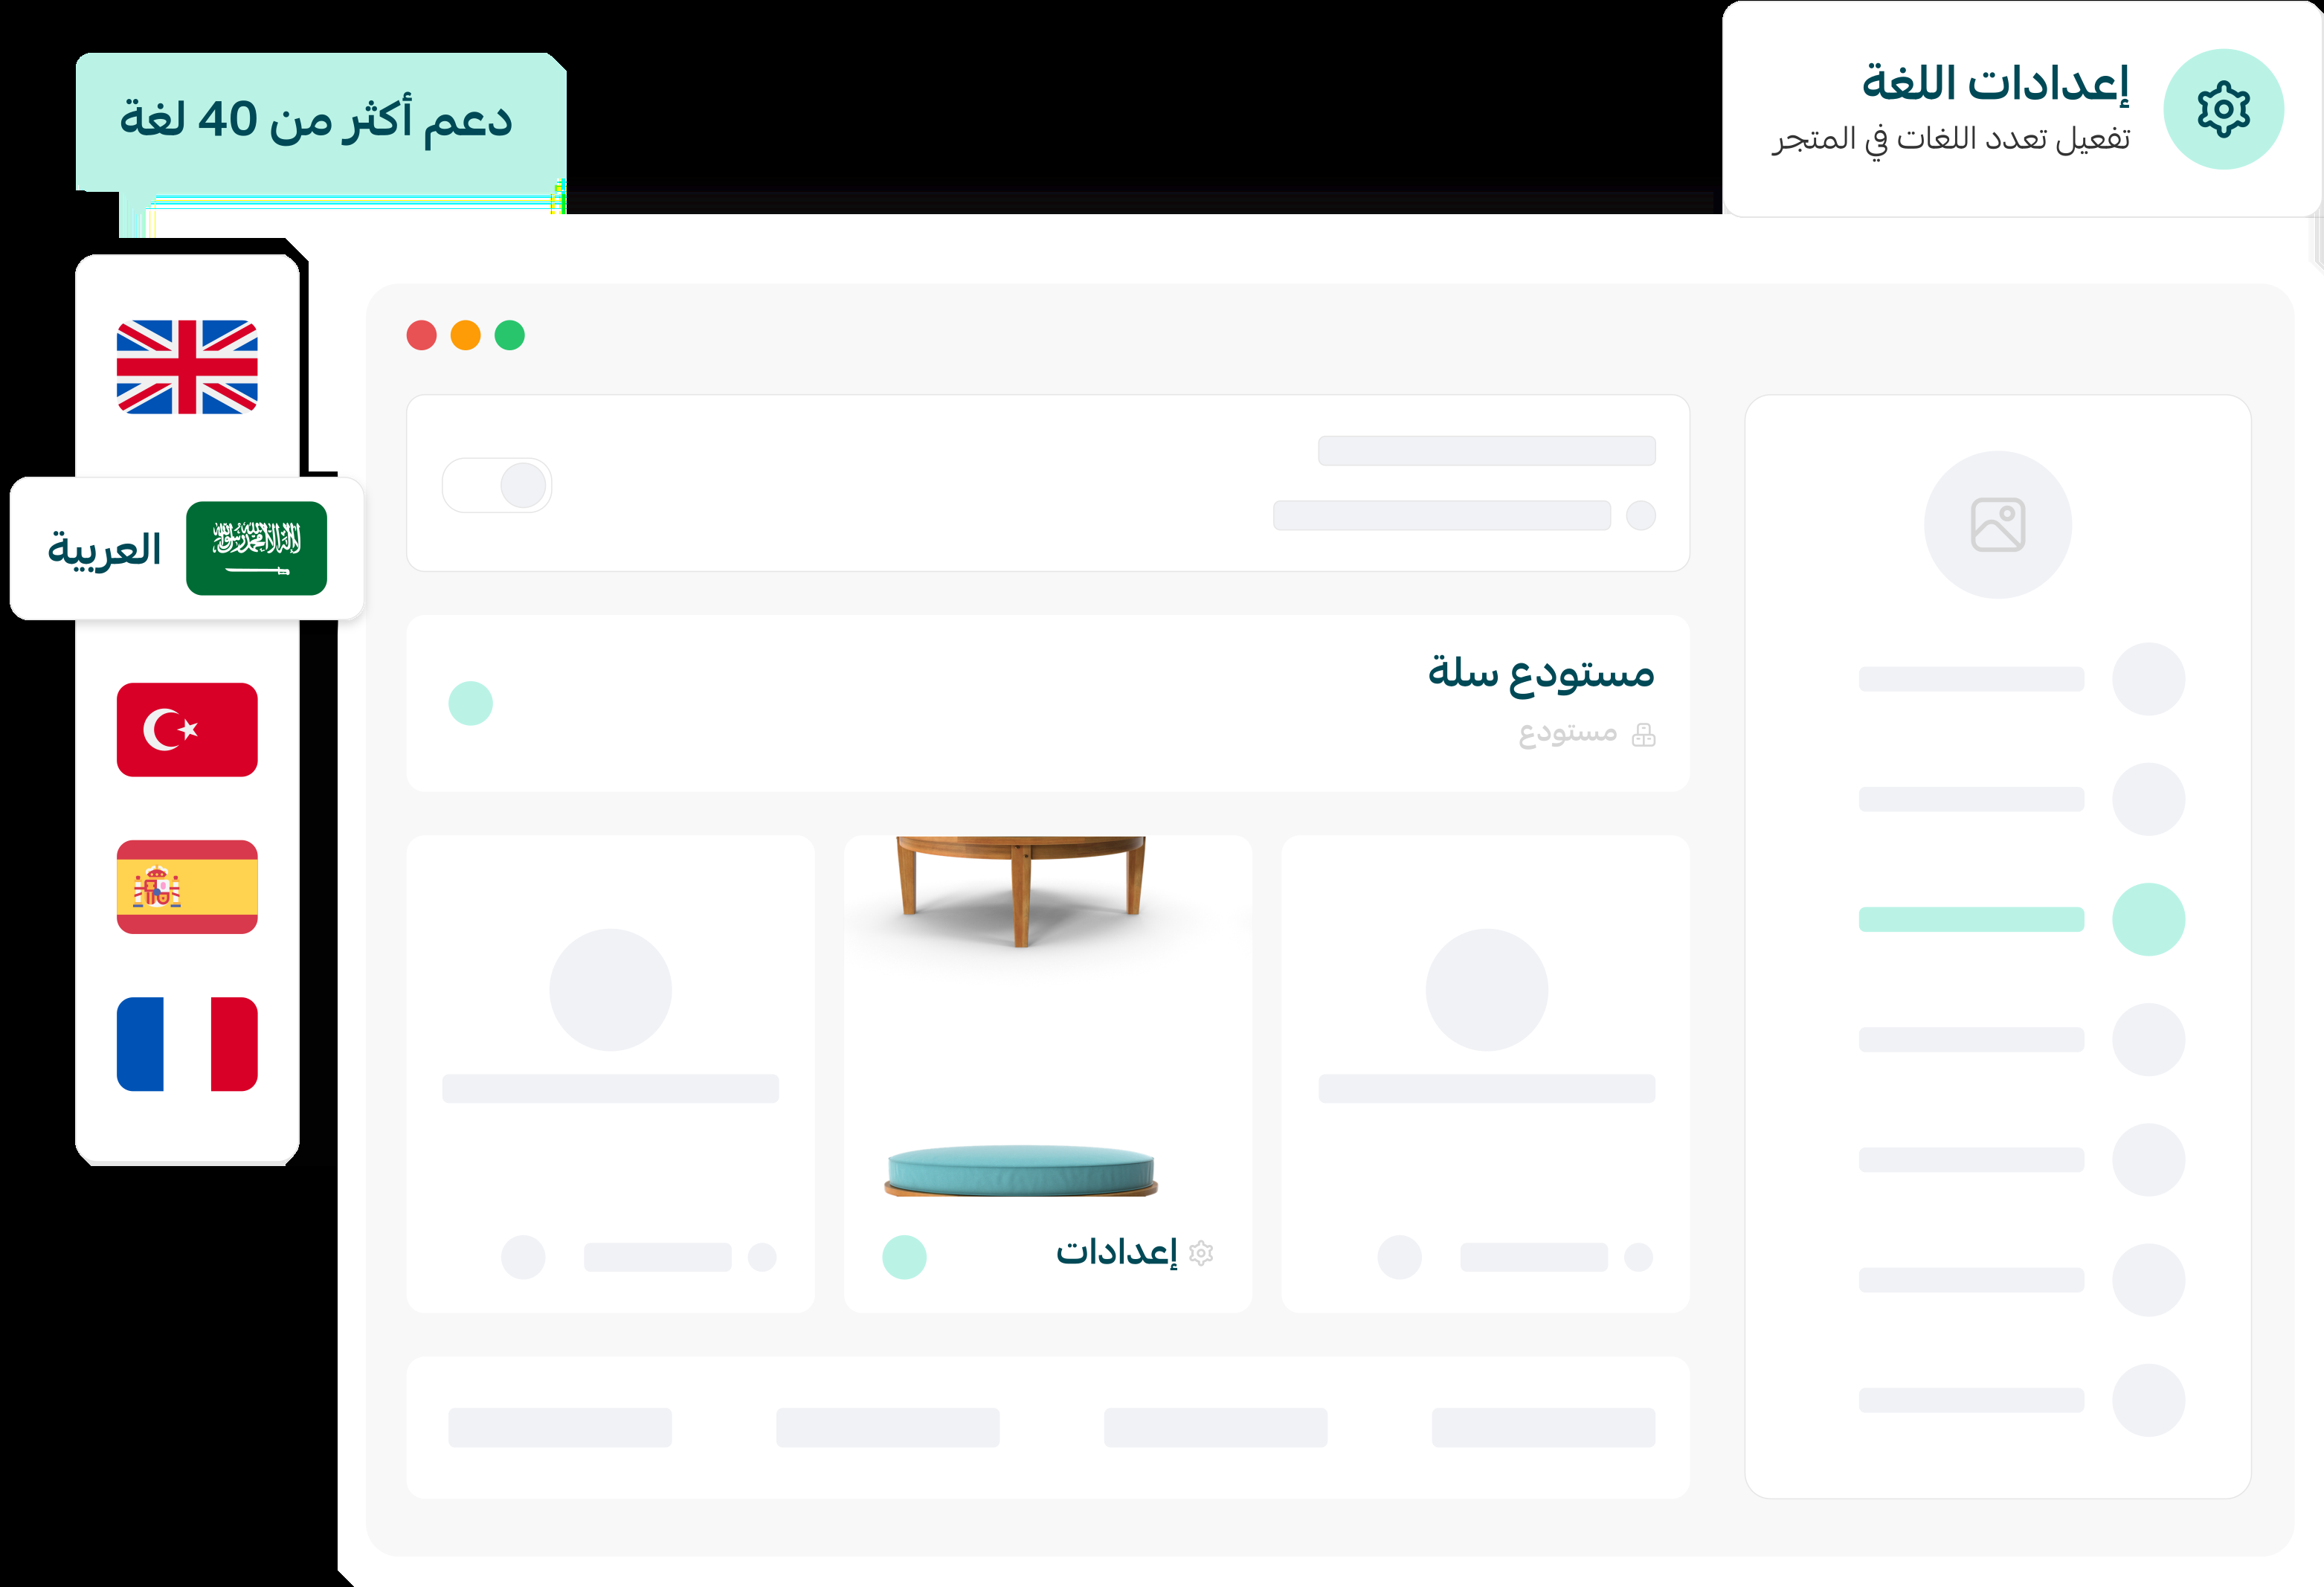 إعدادات اللغة
تفعيل تعدد اللغات في المتجر
دعم أكثر من 40 لغة
العربية
مستودع سلة
مستودع
إعدادات